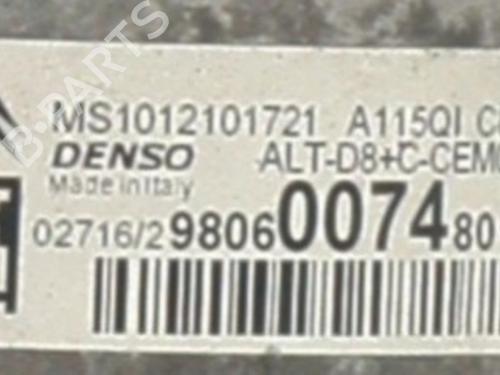 MS1012101721 A115QI C
DENSO ALT-D8+C-CEM
Made in Italy
02716/2 9806007480
B-PARTS